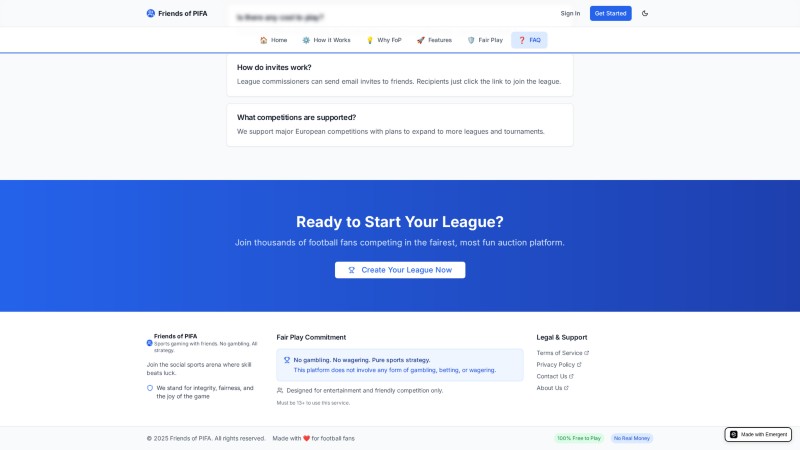 Friends of PIFA
Is there any cost to play?
Sign In
Get Started
Home
How it Works
Why FoP
Features
Fair Play
FAQ
How do invites work?
League commissioners can send email invites to friends. Recipients just click the link to join the league.
What competitions are supported?
We support major European competitions with plans to expand to more leagues and tournaments.
Ready to Start Your League?
Join thousands of football fans competing in the fairest, most fun auction platform.
Create Your League Now
Friends of PIFA
Sports gaming with friends. No gambling. All
strategy.
Join the social sports arena where skill
beats luck.
We stand for integrity, fairness, and
the joy of the game
Fair Play Commitment
No gambling. No wagering. Pure sports strategy.
This platform does not involve any form of gambling, betting, or wagering.
Designed for entertainment and friendly competition only.
Must be 13+ to use this service.
Legal & Support
Terms of Service
Privacy Policy
Contact Us
About Us
© 2025 Friends of PIFA. All rights reserved.
Made with ❤️ for football fans
100% Free to Play
No Real Money
Made with Emergent